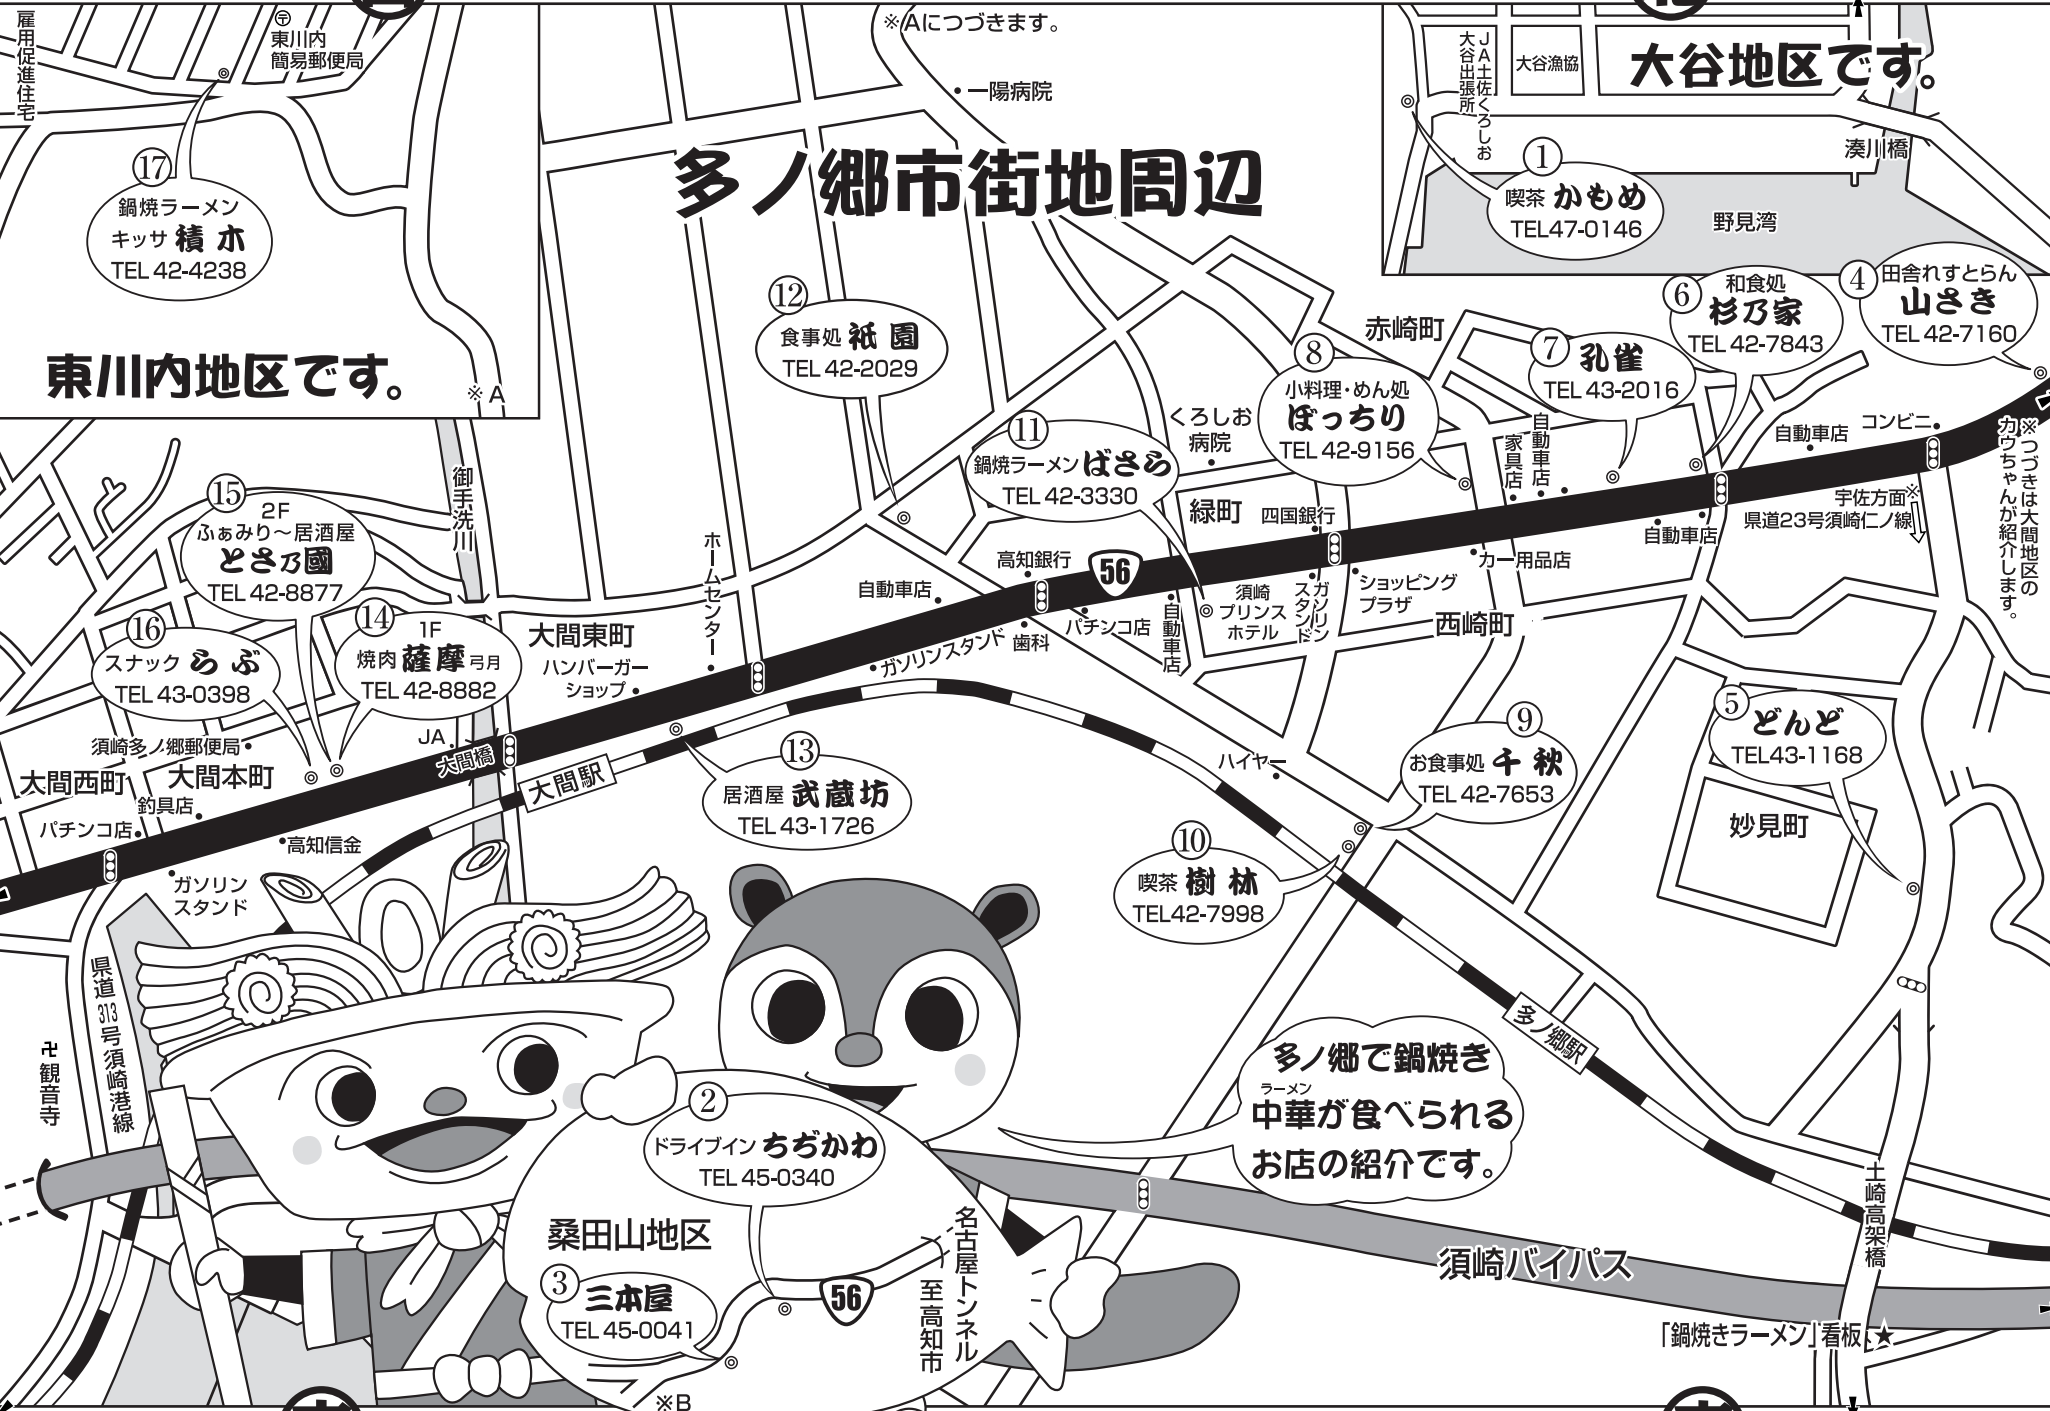 雇用促進住宅
〒
東川内
簡易郵便局
17
鍋焼ラーメン
キッサ 積木
TEL 42-4238
東川内地区です。
※A
※Aにつづきます。
一陽病院
多ノ郷市街地周辺
大谷地区です。
JA土佐くろしお
大谷出張所
大谷漁協
湊川橋
野見湾
1
喫茶 かもめ
TEL47-0146
4
田舎れすとらん
山さき
TEL 42-7160
6
和食処
杉乃家
TEL 42-7843
7
孔雀
TEL 43-2016
赤崎町
8
小料理・めん処
ぼっちり
TEL 42-9156
12
食事処 祇園
TEL 42-2029
11
鍋焼ラーメン ばさら
TEL 42-3330
くろしお
病院
緑町
四国銀行
家具店
自動車店
自動車店
コンビニ
自動車店
宇佐方面※
県道23号須崎仁ノ線
※つづきは大間地区の
カウちゃんが紹介します。
カー用品店
ショッピング
プラザ
ガソリン
スタンド
須崎
プリンス
ホテル
自動車店
西崎町
56
高知銀行
パチンコ店
歯科
自動車店
ガソリンスタンド
ホームセンター
御手洗川
15
2F
ふぁみり～居酒屋
とさ乃國
TEL 42-8877
16
スナック らぶ
TEL 43-0398
14
1F
焼肉 薩摩 弓月
TEL 42-8882
大間東町
ハンバーガー
ショップ
須崎多ノ郷郵便局
大間西町
大間本町
釣具店
パチンコ店
JA
大間橋
大間駅
高知信金
ガソリン
スタンド
13
居酒屋 武蔵坊
TEL 43-1726
ハイヤー
9
お食事処 千秋
TEL 42-7653
10
喫茶 樹林
TEL42-7998
5
どんど
TEL43-1168
妙見町
県道313号須崎港線
卍観音寺
多ノ郷駅
多ノ郷で鍋焼き
ラーメン
中華が食べられる
お店の紹介です。
2
ドライブイン ちぢかわ
TEL 45-0340
桑田山地区
3
三本屋
TEL 45-0041
56
名古屋トンネル
至高知市
※B
須崎バイパス
土崎高架橋
「鍋焼きラーメン」看板★